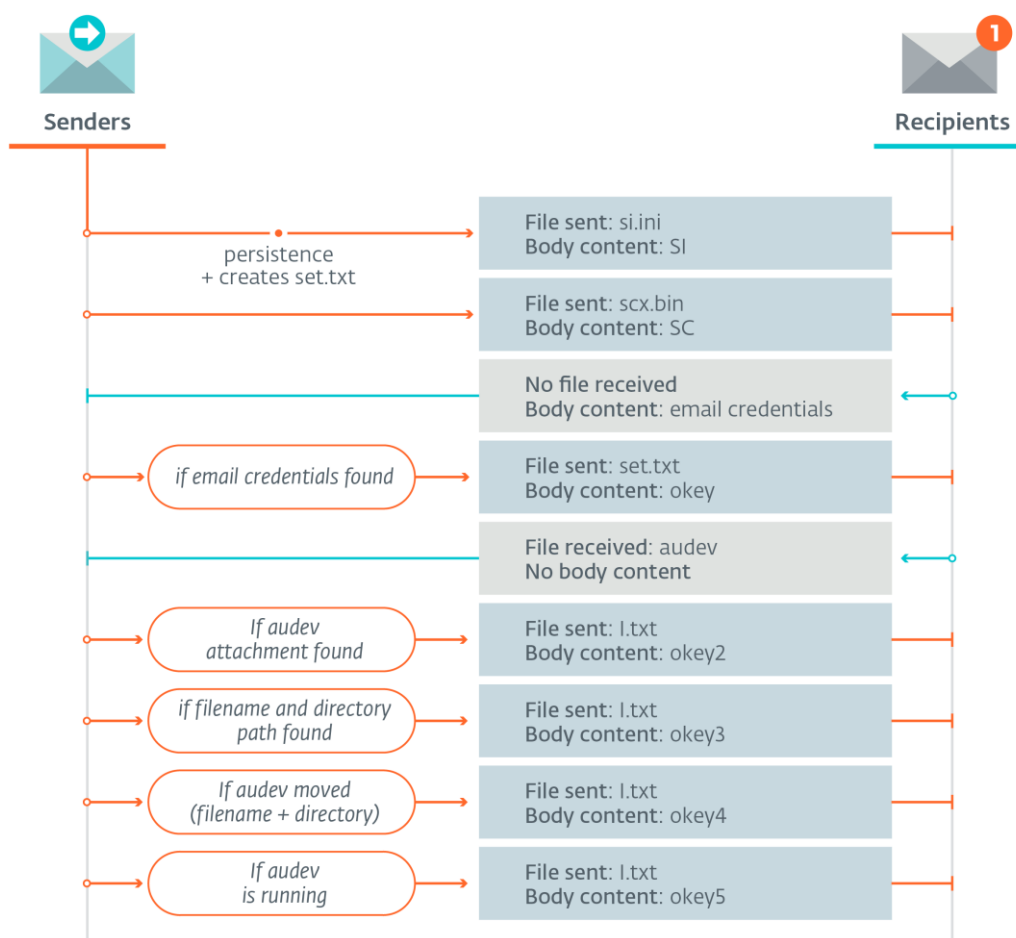 1
Senders
Recipients
File sent: si.ini
Body content: SI
persistence
+ creates set.txt
File sent: scx.bin
Body content: SC
No file received
Body content: email credentials
if email credentials found
File sent: set.txt
Body content: okey
File received: audev
No body content
If audev
attachment found
File sent: l.txt
Body content: okey2
if filename and directory
path found
File sent: l.txt
Body content: okey3
If audev moved
(filename + directory)
File sent: l.txt
Body content: okey4
If audev
is running
File sent: l.txt
Body content: okey5